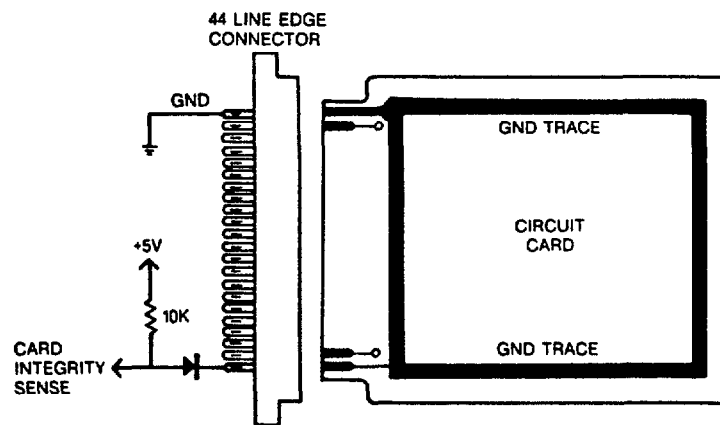 44 LINE EDGE
CONNECTOR
GND
GND TRACE
CIRCUIT
CARD
+5V
10K
GND TRACE
CARD
INTEGRITY
SENSE